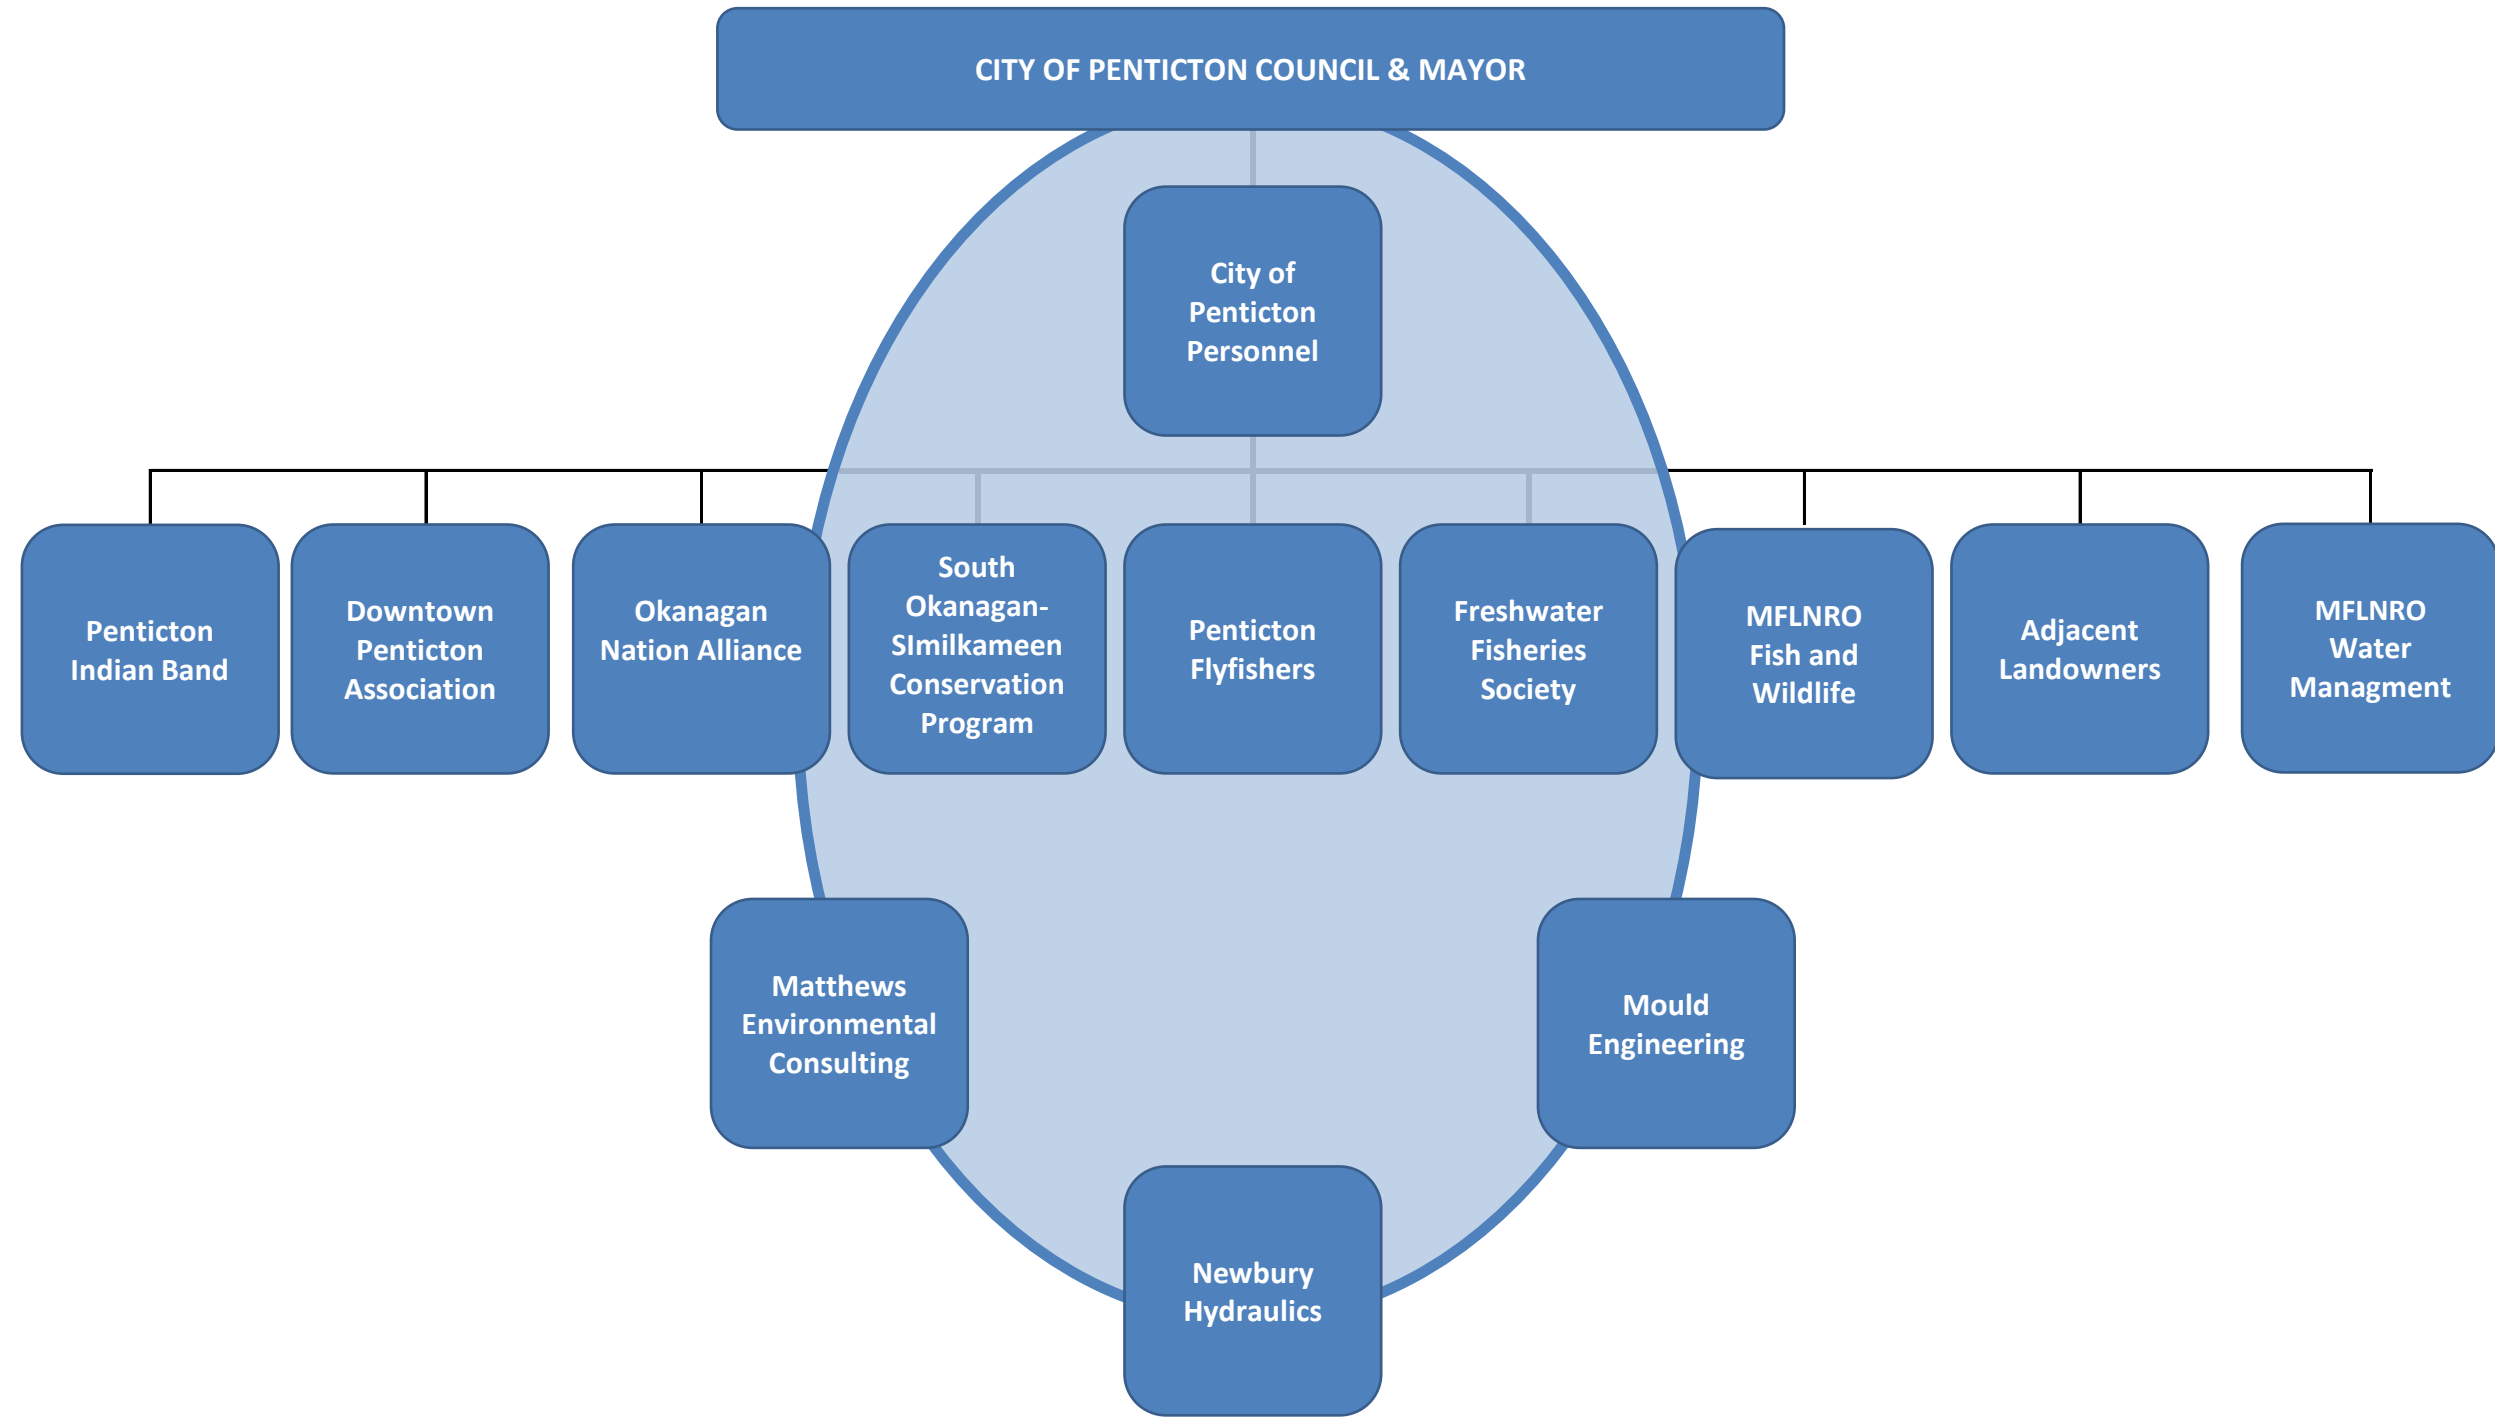 CITY OF PENTICTON COUNCIL & MAYOR
City of
Penticton
Personnel
Penticton
Indian Band
Downtown
Penticton
Association
Okanagan
Nation Alliance
South
Okanagan-
SImilkameen
Conservation
Program
Penticton
Flyfishers
Freshwater
Fisheries
Society
MFLNRO
Fish and
Wildlife
Adjacent
Landowners
MFLNRO
Water
Managment
Matthews
Environmental
Consulting
Mould
Engineering
Newbury
Hydraulics